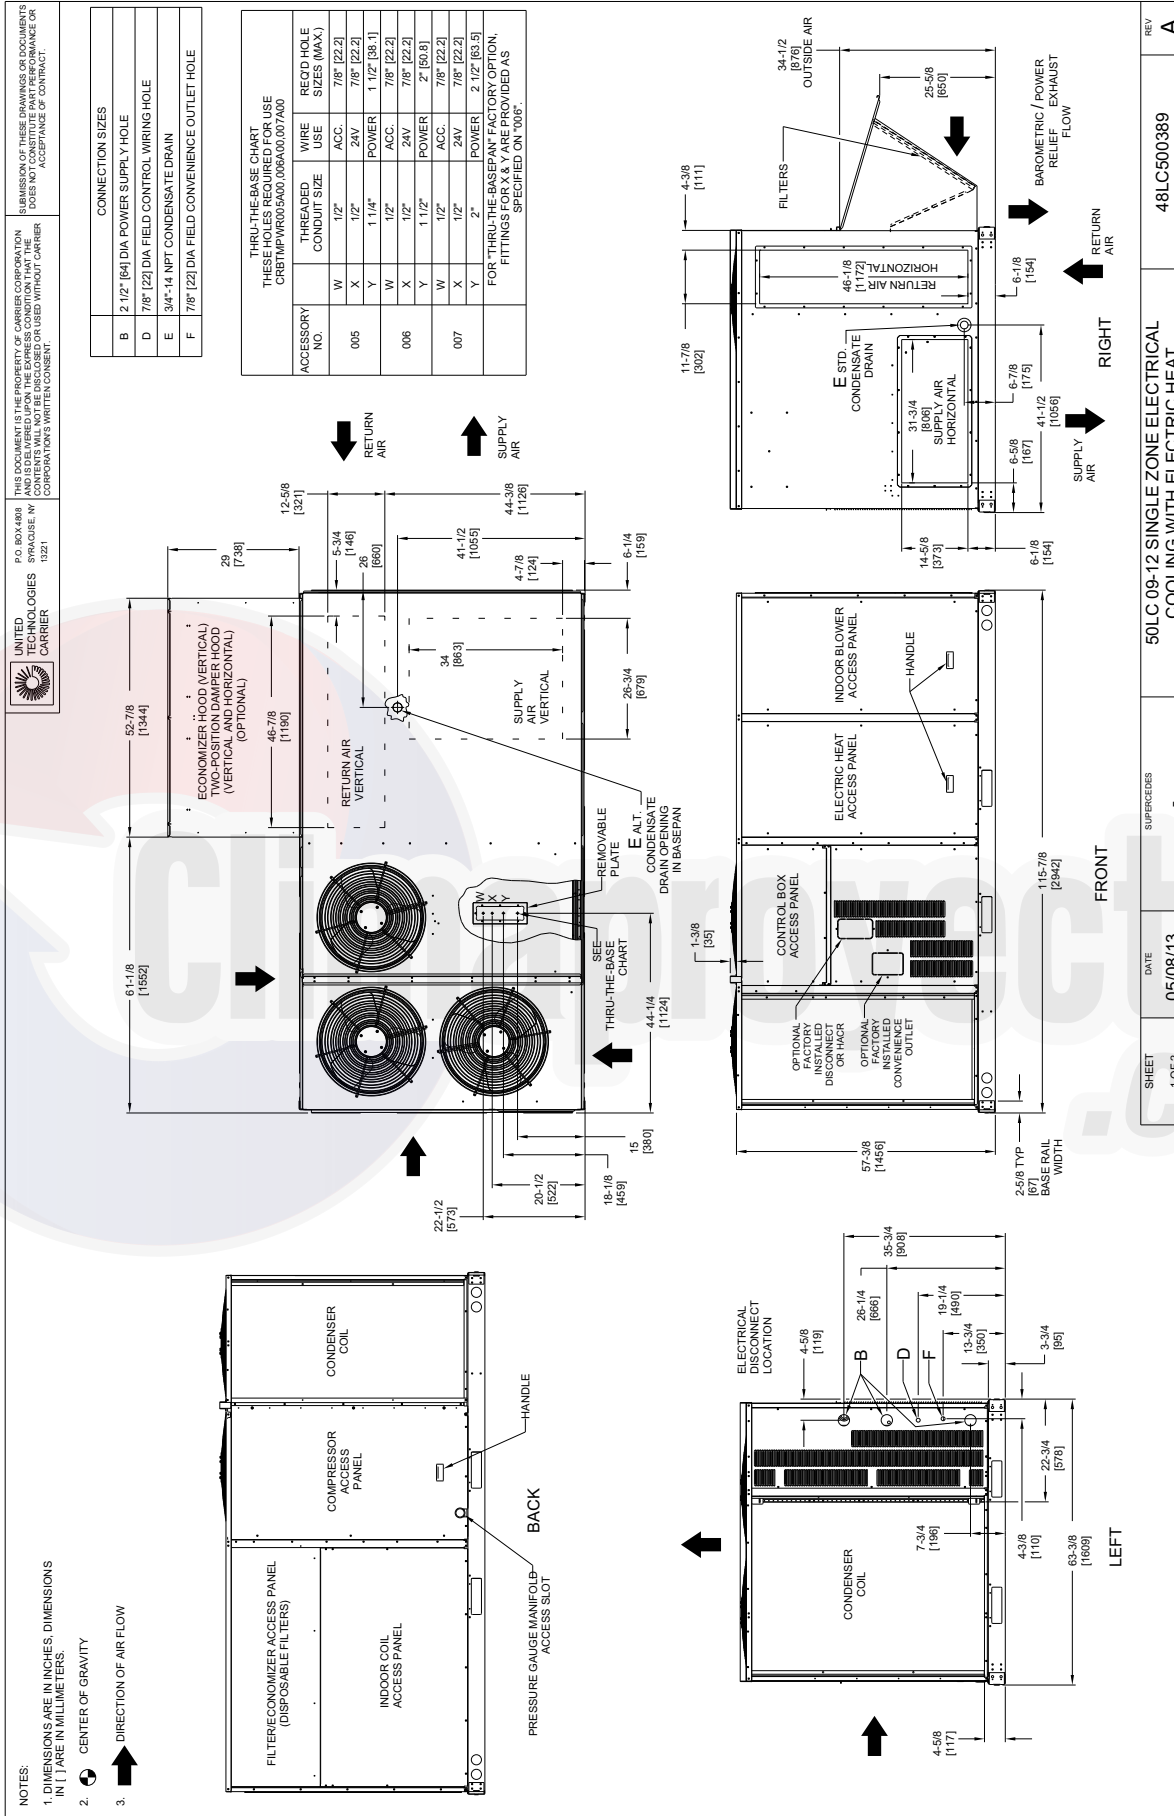 NOTES:
1. DIMENSIONS ARE IN INCHES, DIMENSIONS
IN [ ] ARE IN MILLIMETERS.
2. CENTER OF GRAVITY
3. DIRECTION OF AIR FLOW
UNITED
TECHNOLOGIES
CARRIER
P.O. BOX 4808
SYRACUSE, NY
13221
THIS DOCUMENT IS THE PROPERTY OF CARRIER CORPORATION
AND IS DELIVERED UPON THE EXPRESS CONDITION THAT THE
CONTENTS WILL NOT BE DISCLOSED OR USED WITHOUT CARRIER
CORPORATION'S WRITTEN CONSENT.
SUBMISSION OF THESE DRAWINGS OR DOCUMENTS
DOES NOT CONSTITUTE PART PERFORMANCE OR
ACCEPTANCE OF CONTRACT.
CONNECTION SIZES
B 2 1/2" [64] DIA POWER SUPPLY HOLE
D 7/8" [22] DIA FIELD CONTROL WIRING HOLE
E 3/4"-14 NPT CONDENSATE DRAIN
F 7/8" [22] DIA FIELD CONVENIENCE OUTLET HOLE
THRU-THE-BASE CHART
THESE HOLES REQUIRED FOR USE
CRBTMPWR005A00,006A00,007A00
ACCESSORY
NO.
THREADED
CONDUIT SIZE
WIRE
USE
REQ'D HOLE
SIZES (MAX.)
005
W 1/2" ACC. 7/8" [22.2]
X 1/2" 24V 7/8" [22.2]
Y 1 1/4" POWER 1 1/2" [38.1]
006
W 1/2" ACC. 7/8" [22.2]
X 1/2" 24V 7/8" [22.2]
Y 1 1/2" POWER 2" [50.8]
007
W 1/2" ACC. 7/8" [22.2]
X 1/2" 24V 7/8" [22.2]
Y 2" POWER 2 1/2" [63.5]
FOR "THRU-THE-BASEPAN" FACTORY OPTION,
FITTINGS FOR X & Y ARE PROVIDED AS
SPECIFIED ON "006".
FILTER/ECONOMIZER ACCESS PANEL
(DISPOSABLE FILTERS)
INDOOR COIL
ACCESS PANEL
COMPRESSOR
ACCESS
PANEL
CONDENSER
COIL
HANDLE
PRESSURE GAUGE MANIFOLD
ACCESS SLOT
BACK
61-1/8
[1552]
52-7/8
[1344]
29
[738]
ECONOMIZER HOOD (VERTICAL)
TWO-POSITION DAMPER HOOD
(VERTICAL AND HORIZONTAL)
(OPTIONAL)
46-7/8
[1190]
RETURN AIR
VERTICAL
5-3/4
[146]
26
[660]
12-5/8
[321]
34
[863]
41-1/2
[1055]
44-3/8
[1126]
SUPPLY
AIR
VERTICAL
26-3/4
[679]
4-7/8
[124]
6-1/4
[159]
RETURN
AIR
SUPPLY
AIR
W
X
Y
REMOVABLE
PLATE
E ALT.
CONDENSATE
DRAIN OPENING
IN BASEPAN
SEE
THRU-THE-BASE
CHART
44-1/4
[1124]
22-1/2
[573]
20-1/2
[522]
18-1/8
[459]
15
[380]
ELECTRICAL
DISCONNECT
LOCATION
4-5/8
[119]
26-1/4
[666]
35-3/4
[908]
B
D
F
19-1/4
[490]
13-3/4
[350]
3-3/4
[95]
CONDENSER
COIL
7-3/4
[196]
22-3/4
[578]
4-3/8
[110]
63-3/8
[1609]
4-5/8
[117]
LEFT
57-3/8
[1456]
1-3/8
[35]
CONTROL BOX
ACCESS PANEL
ELECTRIC HEAT
ACCESS PANEL
INDOOR BLOWER
ACCESS PANEL
HANDLE
OPTIONAL
FACTORY
INSTALLED
DISCONNECT
OR HACR
OPTIONAL
FACTORY
INSTALLED
CONVENIENCE
OUTLET
2-5/8 TYP
[67]
BASE RAIL
WIDTH
115-7/8
[2942]
FRONT
11-7/8
[302]
4-3/8
[111]
FILTERS
34-1/2
[876]
OUTSIDE AIR
25-5/8
[650]
46-1/8
[1172]
RETURN AIR
HORIZONTAL
E STD.
CONDENSATE
DRAIN
31-3/4
[806]
SUPPLY AIR
HORIZONTAL
14-5/8
[373]
6-1/8
[154]
6-5/8
[167]
6-7/8
[175]
41-1/2
[1056]
6-1/8
[154]
SUPPLY
AIR
RETURN
AIR
BAROMETRIC / POWER
RELIEF EXHAUST
FLOW
RIGHT
SHEET
DATE
05/08/13
SUPERCEDES
50LC 09-12 SINGLE ZONE ELECTRICAL
COOLING WITH ELECTRIC HEAT
48LC500389
REV
A